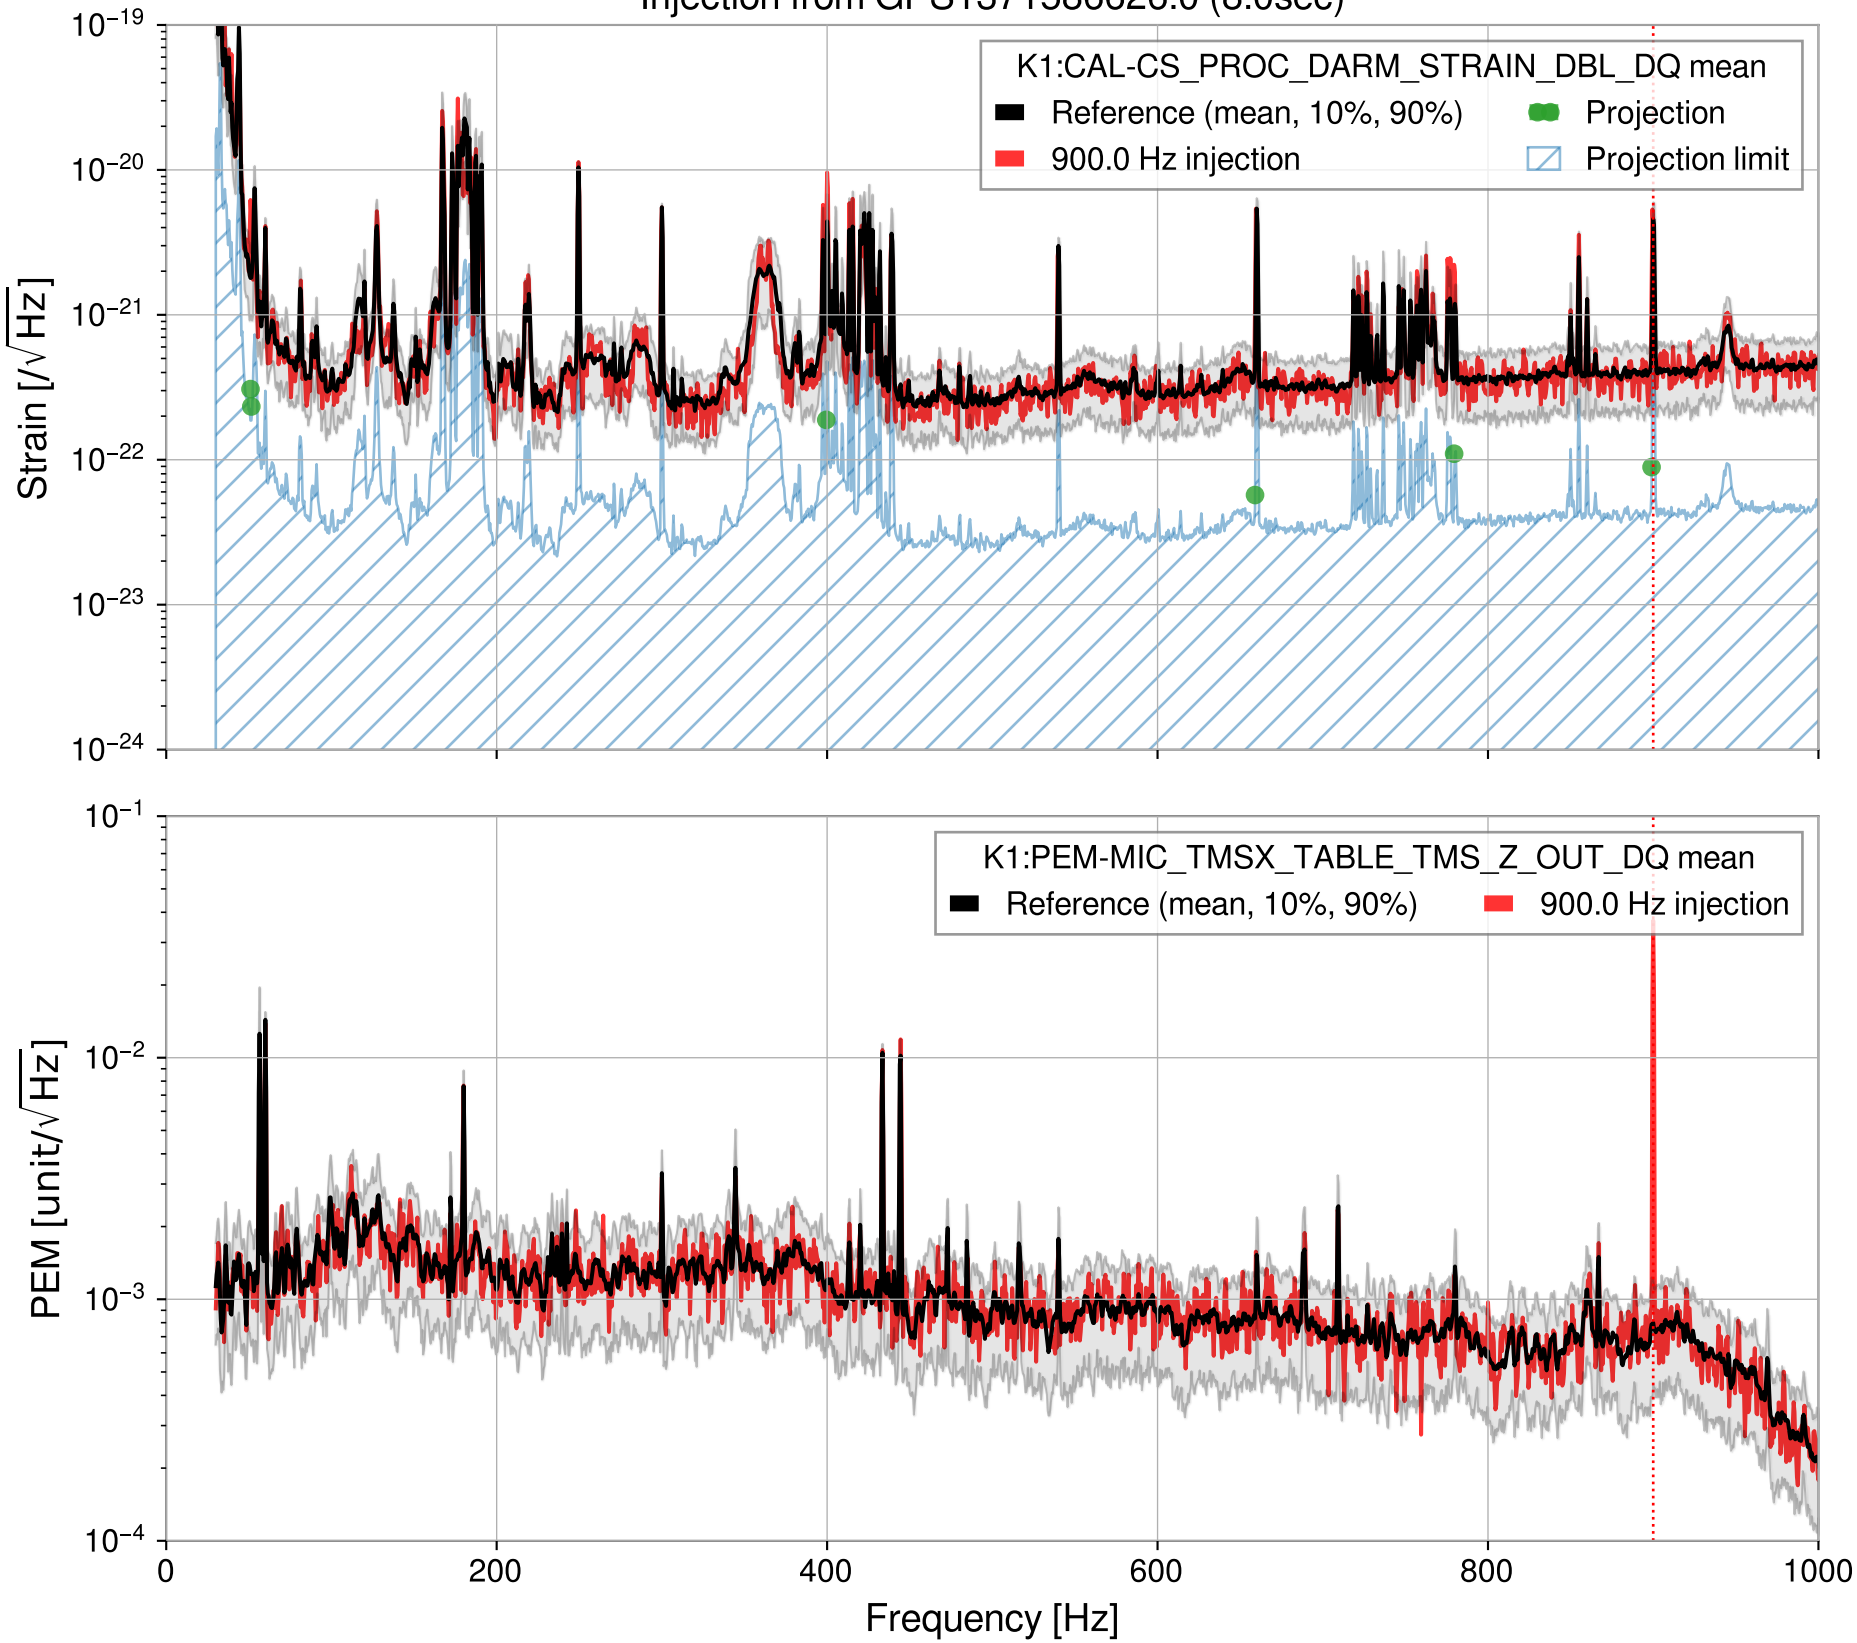 Injection from
10⁻¹⁹
10⁻²⁰
10⁻²¹
10⁻²²
10⁻²³
10⁻²⁴
Strain [/√Hz]
K1:CAL-CS_PROC_DARM_STRAIN_DBL_DQ mean
Reference (mean, 10%, 90%)
Projection
900.0 Hz injection
Projection limit
10⁻¹
10⁻²
10⁻³
10⁻⁴
PEM [unit/√Hz]
K1:PEM-MIC_TMSX_TABLE_TMS_Z_OUT_DQ mean
Reference (mean, 10%, 90%)
900.0 Hz injection
0 200 400 600 800 1000
Frequency [Hz]